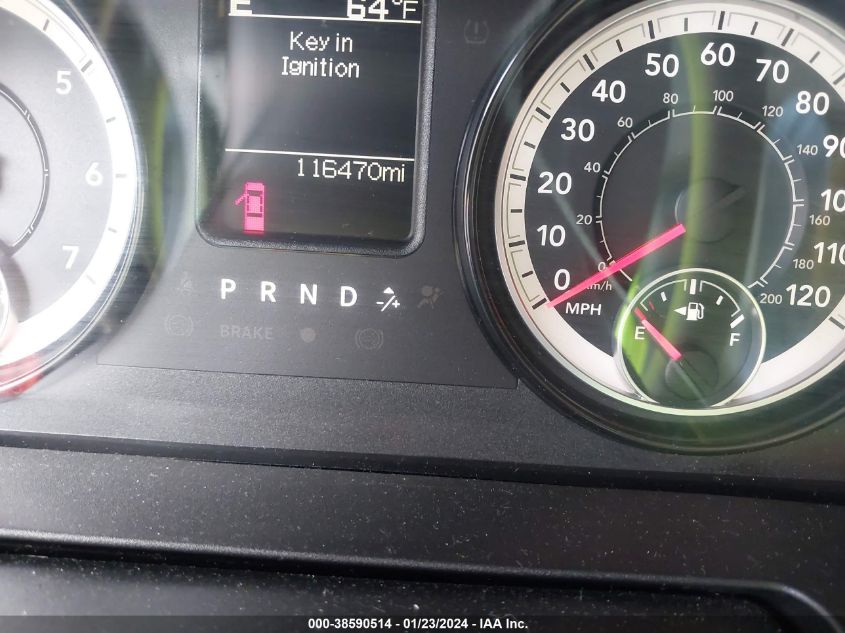 E 64°F
Key in
Ignition
116470mi
5
6
7
P R N D -/+
BRAKE
0
10
20
30
40
50
60
70
80
90
110
120
MPH
0
20
40
60
80
100
120
140
160
180
200
km/h
E F
000-38590514 - 01/23/2024 - IAA Inc.